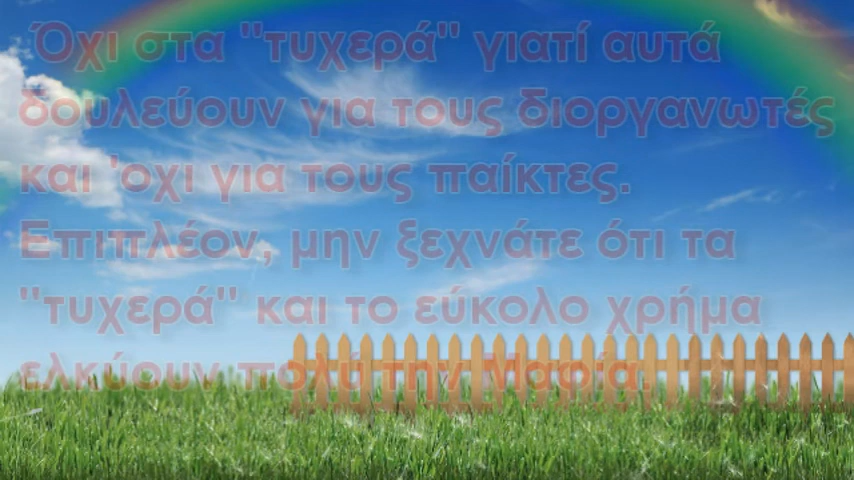 Όχι στα "τυχερά" γιατί αυτά
δουλεύουν για τους διοργανωτές
και 'οχι για τους παίκτες.
Επιπλέον, μην ξεχνάτε ότι τα
"τυχερά" και το εύκολο χρήμα
ελκύουν πολύ την Μαφία.